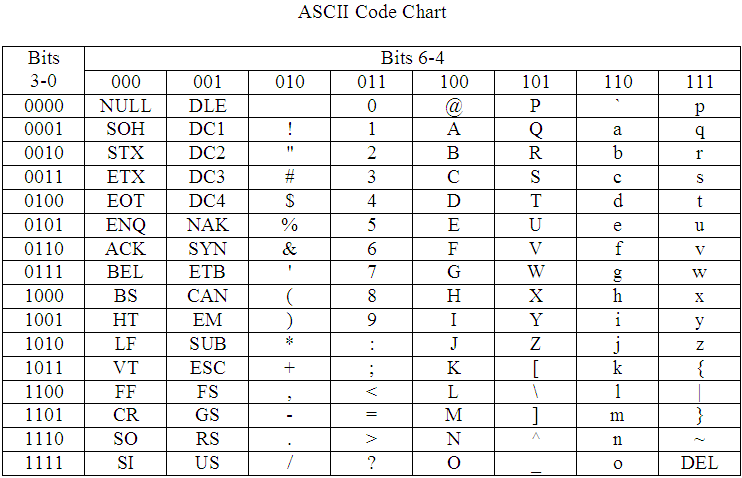 ASCII Code Chart
Bits 3-0 Bits 6-4
000 001 010 011 100 101 110 111
0000 NULL DLE 0 @ P ` p
0001 SOH DC1 ! 1 A Q a q
0010 STX DC2 " 2 B R b r
0011 ETX DC3 # 3 C S c s
0100 EOT DC4 $ 4 D T d t
0101 ENQ NAK % 5 E U e u
0110 ACK SYN & 6 F V f v
0111 BEL ETB ' 7 G W g w
1000 BS CAN ( 8 H X h x
1001 HT EM ) 9 I Y i y
1010 LF SUB * : J Z j z
1011 VT ESC + ; K [ k {
1100 FF FS , < L \ l |
1101 CR GS - = M ] m }
1110 SO RS . > N ^ n ~
1111 SI US / ? O _ o DEL